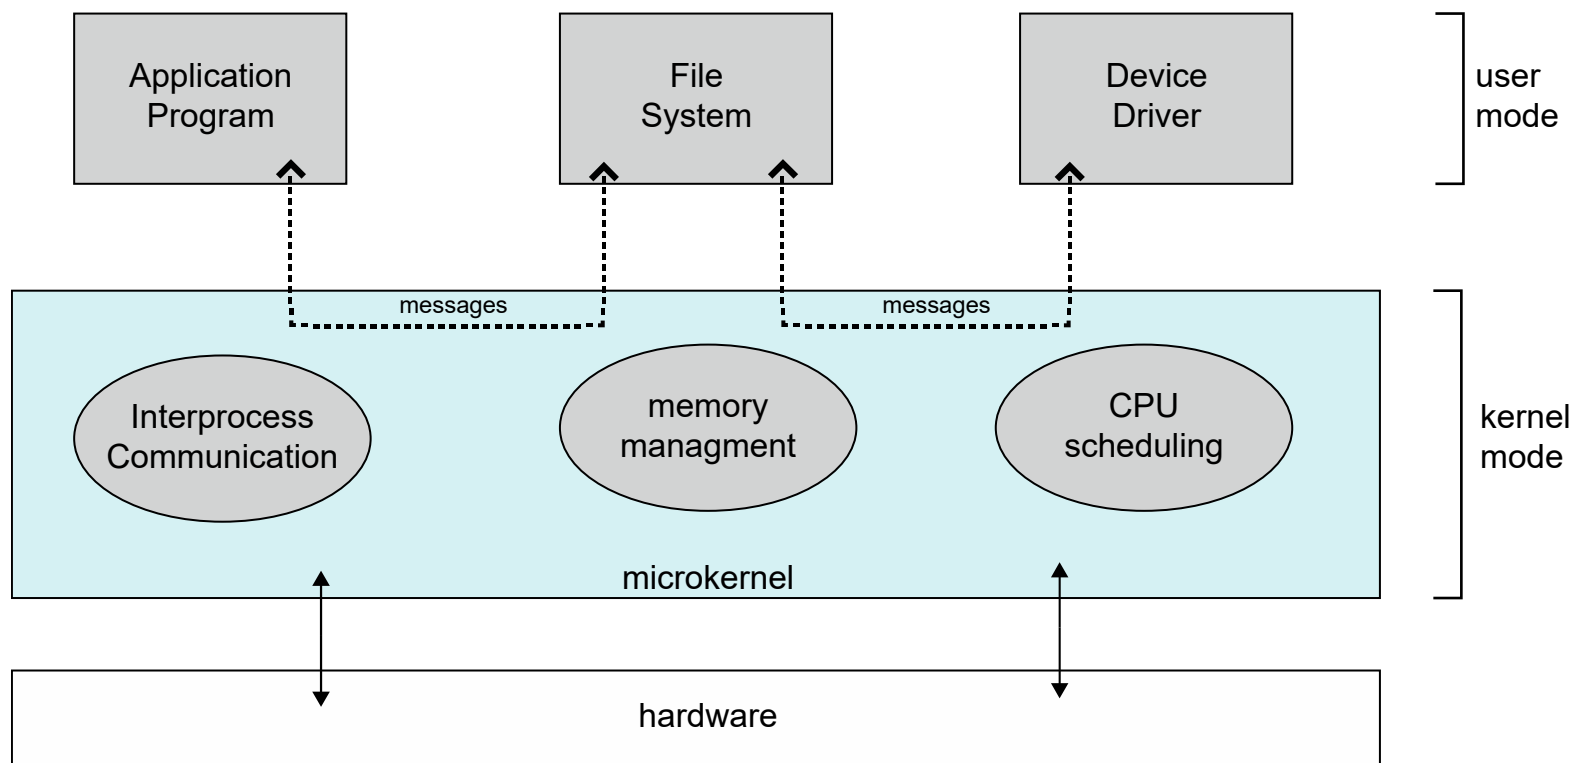 Application
Program
File
System
Device
Driver
user
mode
messages
messages
Interprocess
Communication
memory
managment
CPU
scheduling
kernel
mode
microkernel
hardware